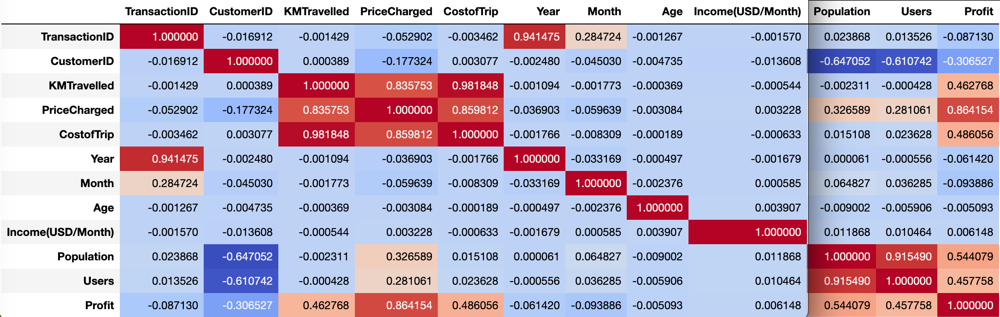 TransactionID CustomerID KMTravelled PriceCharged CostofTrip Year Month Age Income(USD/Month) Population Users Profit
TransactionID 1.000000 -0.016912 -0.001429 -0.052902 -0.003462 0.941475 0.284724 -0.001267 -0.001570 0.023868 0.013526 -0.087130
CustomerID -0.016912 1.000000 0.000389 -0.177324 0.003077 -0.002480 -0.045030 -0.004735 -0.013608 -0.647052 -0.610742 -0.306527
KMTravelled -0.001429 0.000389 1.000000 0.835753 0.981848 -0.001094 -0.001773 -0.000369 -0.000544 -0.002311 -0.000428 0.462768
PriceCharged -0.052902 -0.177324 0.835753 1.000000 0.859812 -0.036903 -0.059639 -0.003084 0.003228 0.326589 0.281061 0.864154
CostofTrip -0.003462 0.003077 0.981848 0.859812 1.000000 -0.001766 -0.008309 -0.000189 -0.000633 0.015108 0.023628 0.486056
Year 0.941475 -0.002480 -0.001094 -0.036903 -0.001766 1.000000 -0.033169 -0.000497 -0.001679 0.000061 -0.000556 -0.061420
Month 0.284724 -0.045030 -0.001773 -0.059639 -0.008309 -0.033169 1.000000 -0.002376 0.000585 0.064827 0.036285 -0.093886
Age -0.001267 -0.004735 -0.000369 -0.003084 -0.000189 -0.000497 -0.002376 1.000000 0.003907 -0.009002 -0.005906 -0.005093
Income(USD/Month) -0.001570 -0.013608 -0.000544 0.003228 -0.000633 -0.001679 0.000585 0.003907 1.000000 0.011868 0.010464 0.006148
Population 0.023868 -0.647052 -0.002311 0.326589 0.015108 0.000061 0.064827 -0.009002 0.011868 1.000000 0.915490 0.544079
Users 0.013526 -0.610742 -0.000428 0.281061 0.023628 -0.000556 0.036285 -0.005906 0.010464 0.915490 1.000000 0.457758
Profit -0.087130 -0.306527 0.462768 0.864154 0.486056 -0.061420 -0.093886 -0.005093 0.006148 0.544079 0.457758 1.000000